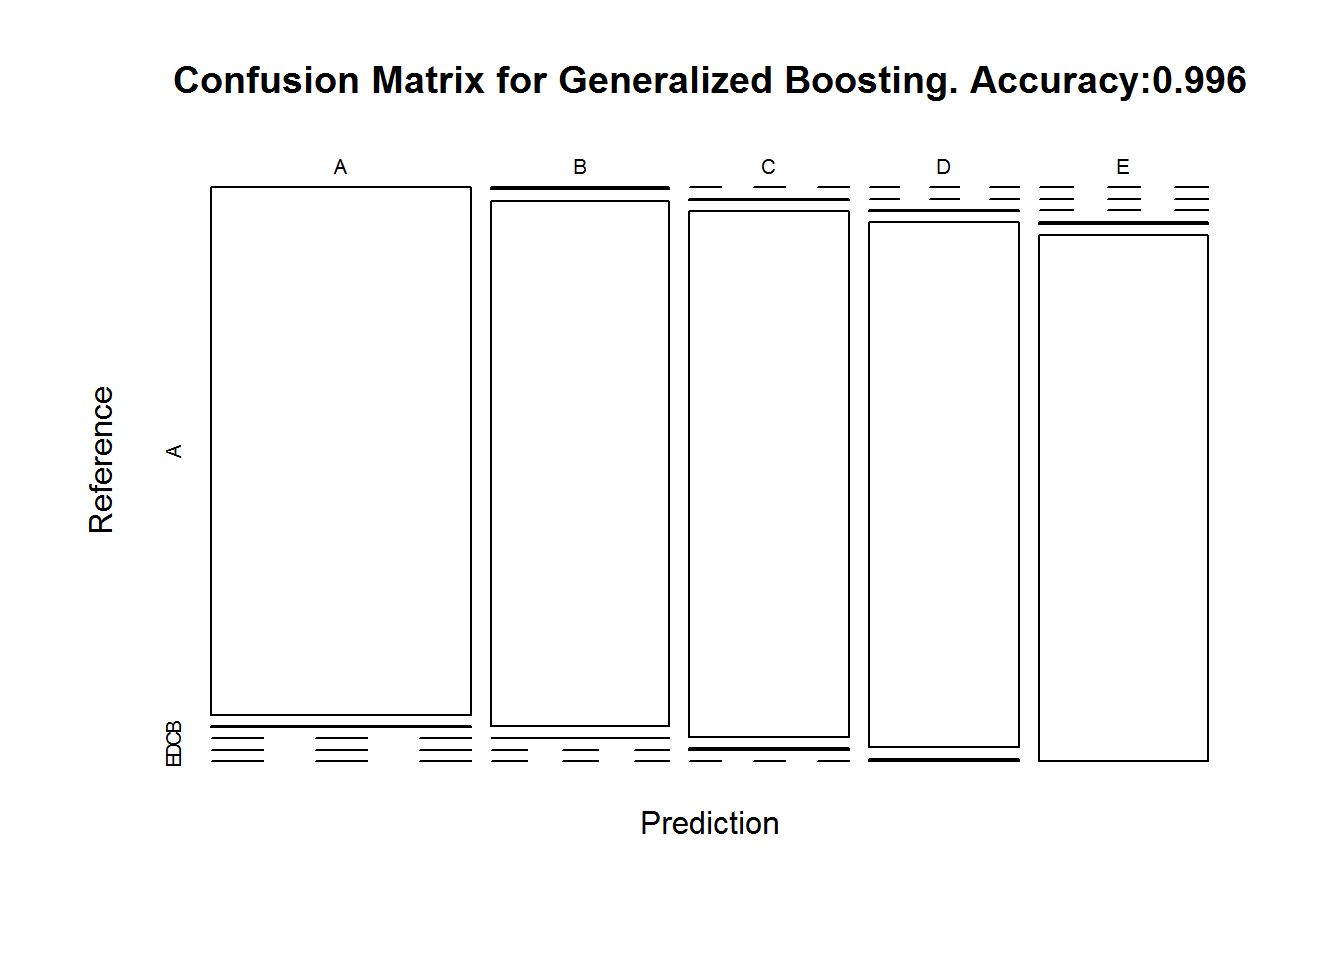 Confusion Matrix for Generalized Boosting. Accuracy:0.996
A B C D E
Reference
A
EDCB
Prediction